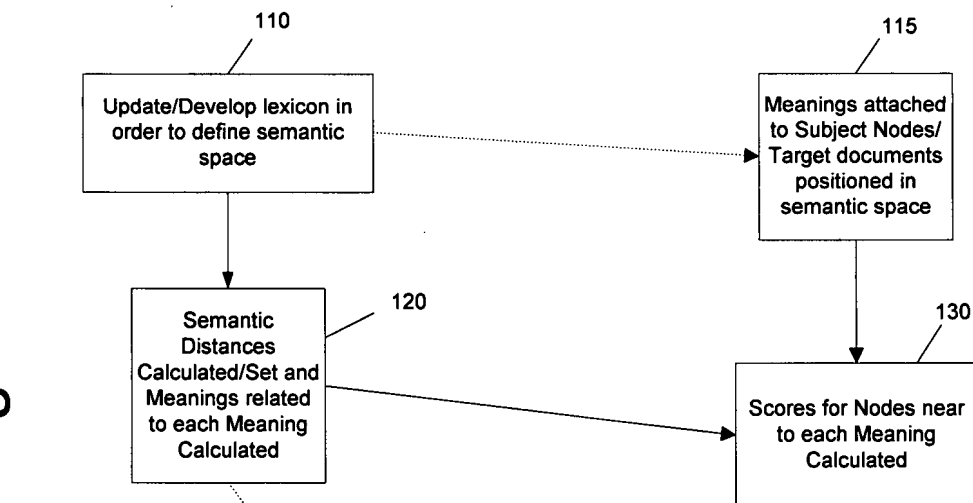 110
Update/Develop lexicon in
order to define semantic
space
115
Meanings attached
to Subject Nodes/
Target documents
positioned in
semantic space
120
Semantic
Distances
Calculated/Set and
Meanings related
to each Meaning
Calculated
130
Scores for Nodes near
to each Meaning
Calculated